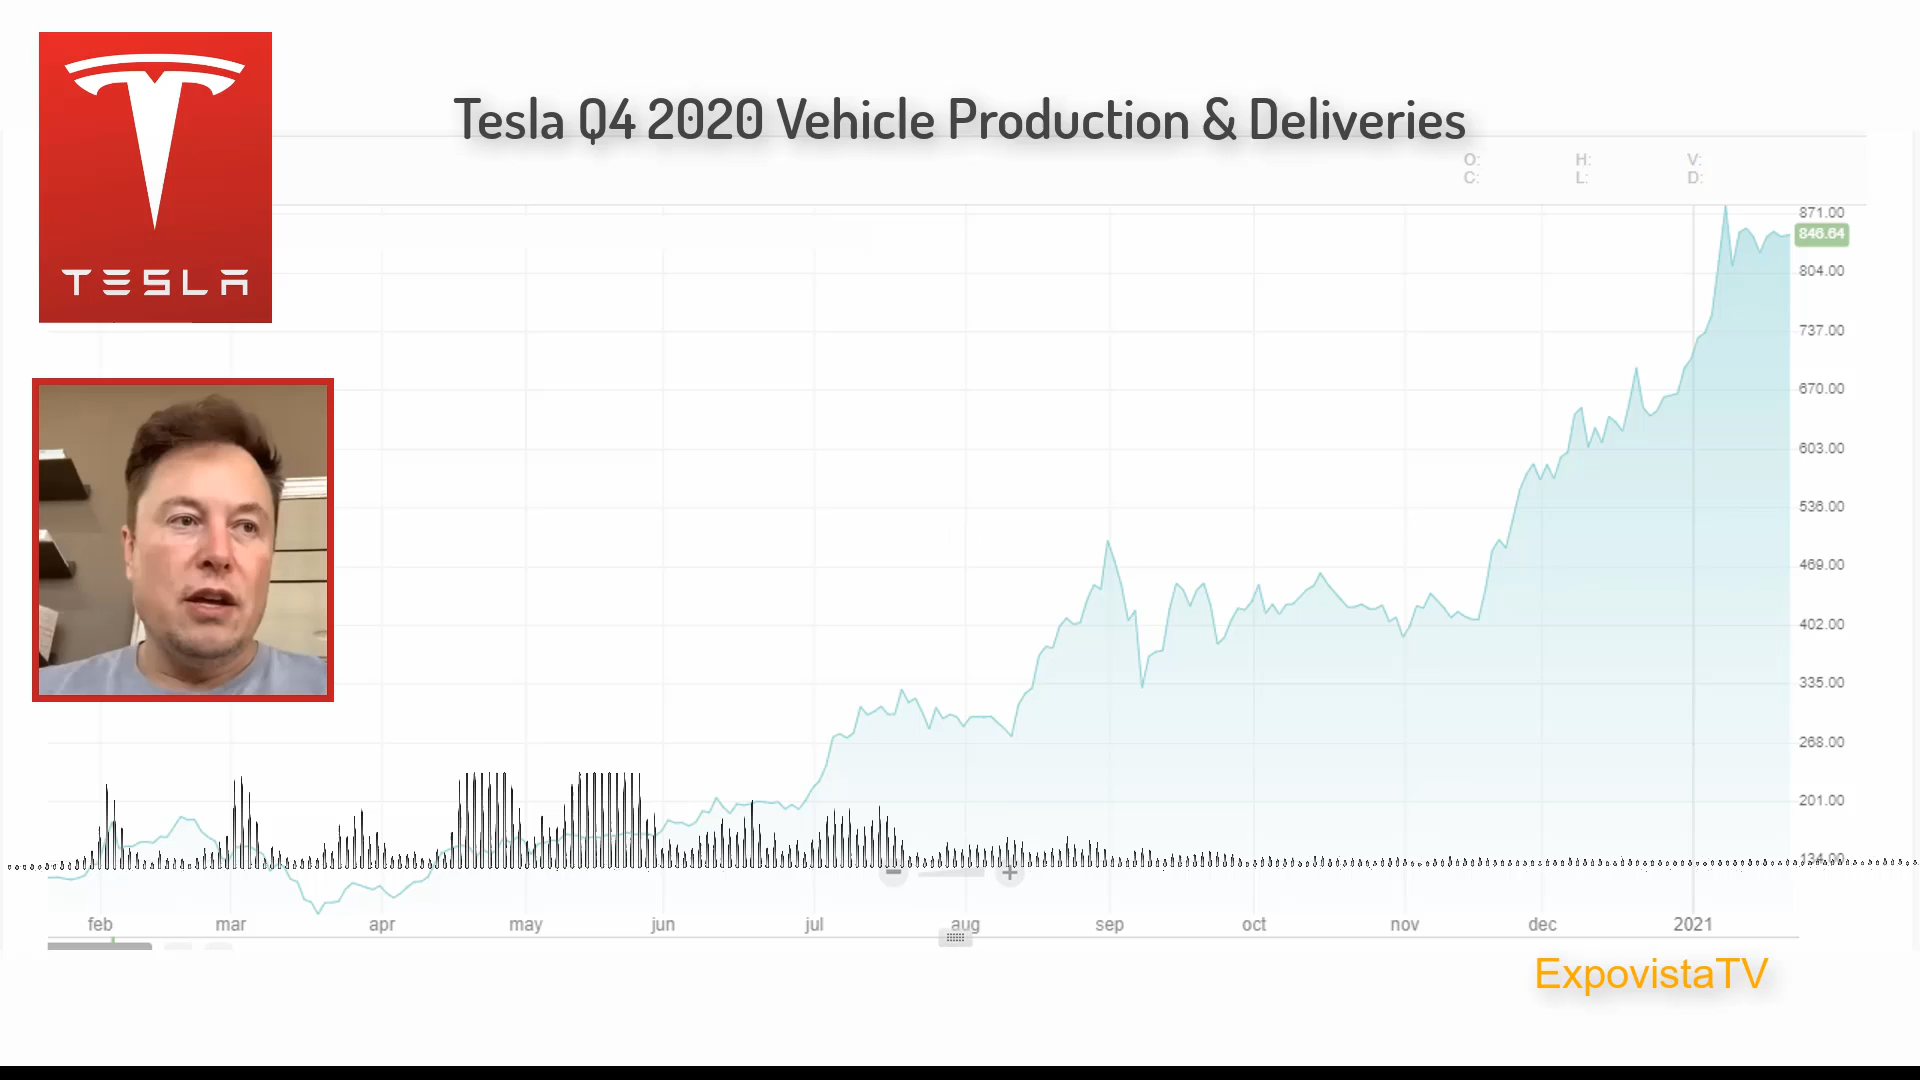 Tesla Q4 2020 Vehicle Production & Deliveries
TESLA
O: H: V:
C: L: D:
871.00
846.64
804.00
737.00
670.00
603.00
536.00
469.00
402.00
335.00
268.00
201.00
134.00
feb mar apr may jun jul aug sep oct nov dec 2021
ExpovistaTV